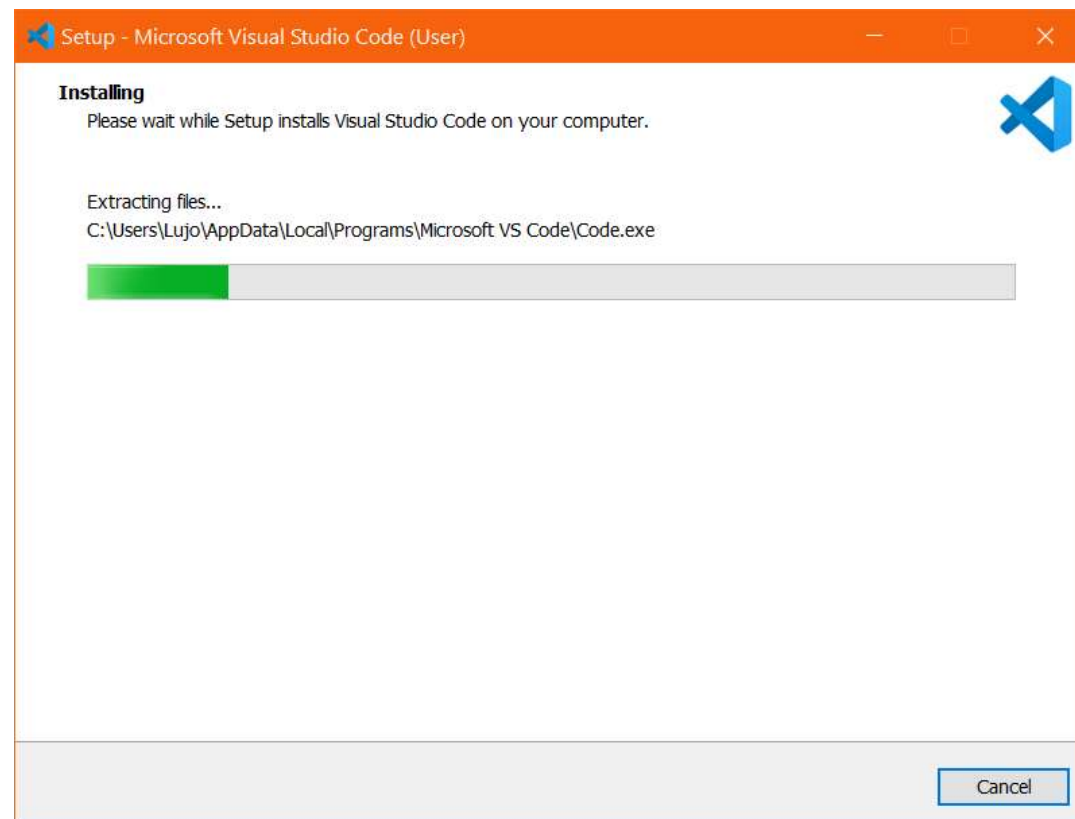 Setup - Microsoft Visual Studio Code (User)
Installing
Please wait while Setup installs Visual Studio Code on your computer.
Extracting files...
C:\Users\Lujo\AppData\Local\Programs\Microsoft VS Code\Code.exe
Cancel